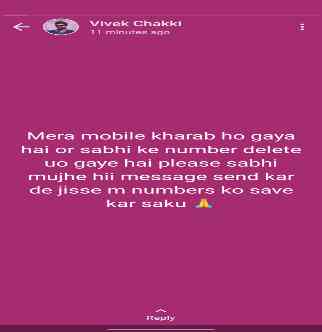 Vivek Chakki
11 minutes ago
Mera mobile kharab ho gaya
hai or sabhi ke number delete
uo gaye hai please sabhi
mujhe hii message send kar
de jisse m numbers ko save
kar saku 🙏
Reply